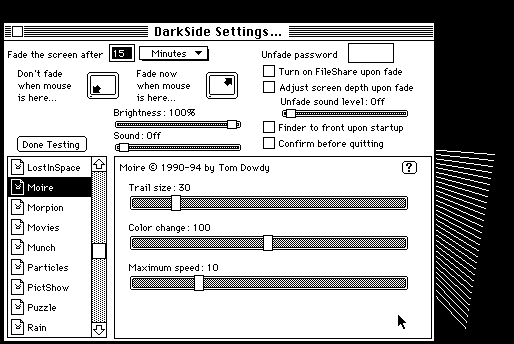 DarkSide Settings...
Fade the screen after 15 Minutes
Unfade password
Don't fade
when mouse
is here...
Fade now
when mouse
is here...
Turn on FileShare upon fade
Adjust screen depth upon fade
Unfade sound level: Off
Brightness: 100%
Finder to front upon startup
Sound: Off
Confirm before quitting
Done Testing
LostInSpace
Moire
Morpion
Movies
Munch
Particles
PictShow
Puzzle
Rain
Moire © 1990-94 by Tom Dowdy
?
Trail size: 30
Color change: 100
Maximum speed: 10